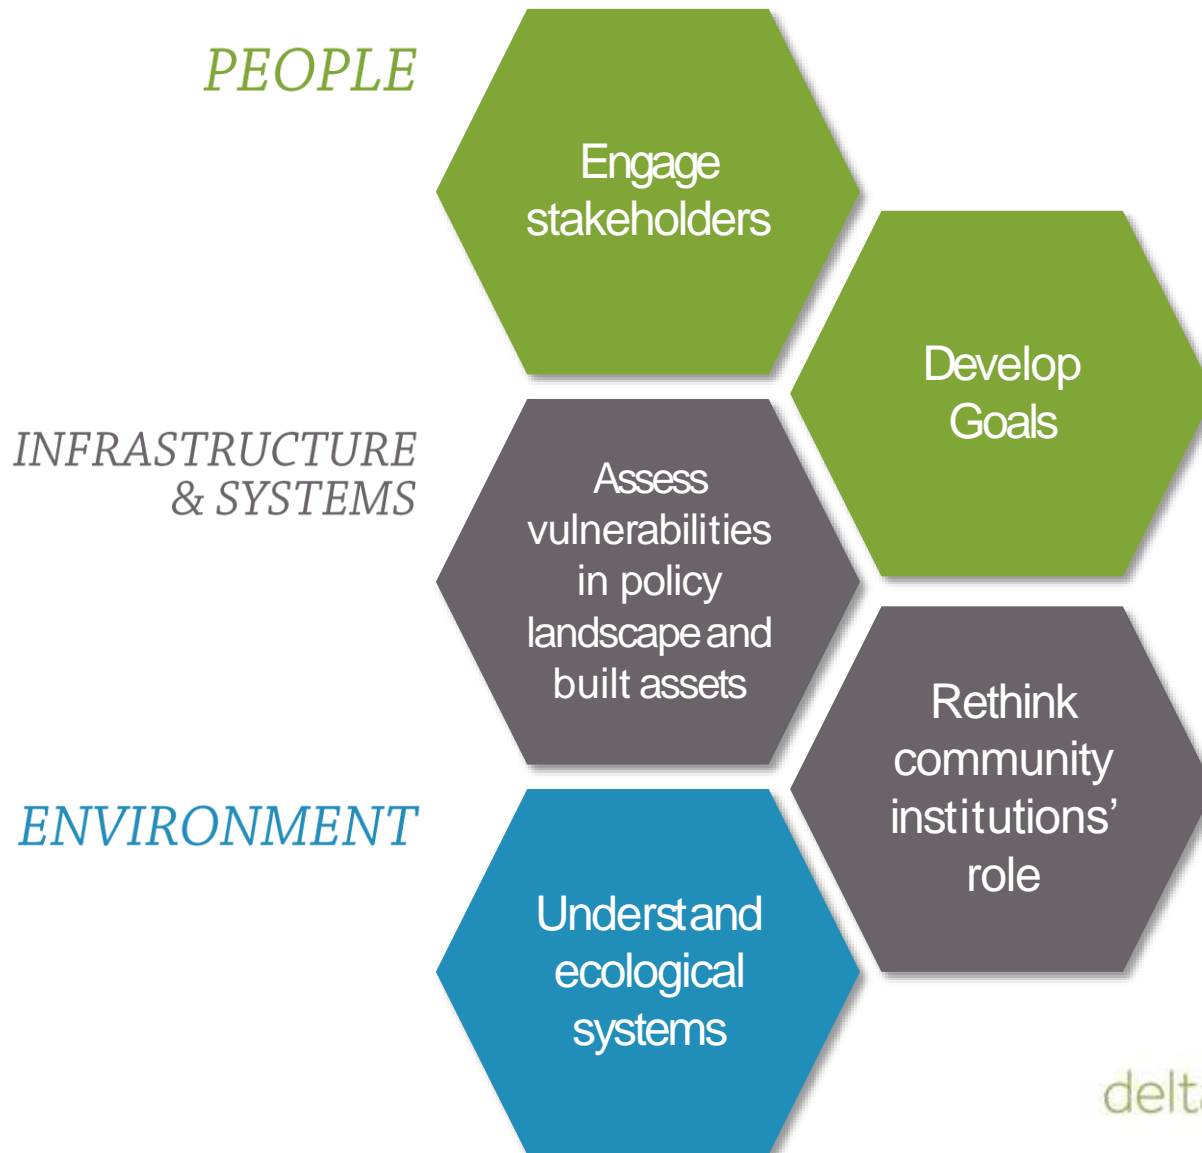 PEOPLE
Engage
stakeholders
Develop
Goals
INFRASTRUCTURE
& SYSTEMS
Assess
vulnerabilities
in policy
landscape and
built assets
Rethink
community
institutions’
role
ENVIRONMENT
Understand
ecological
systems
delta